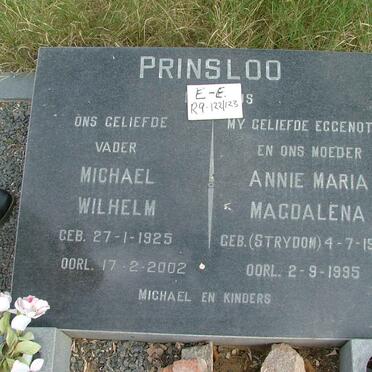 PRINSLOO
E-E.
R9-122/123
ONS GELIEFDE
VADER
MICHAEL
WILHELM
GEB. 27-1-1925
OORL. 17-2-2002
MY GELIEFDE EGGENOT
EN ONS MOEDER
ANNIE MARIA
MAGDALENA
GEB. (STRYDOM) 4-7-
OORL. 2-9-1995
MICHAEL EN KINDERS